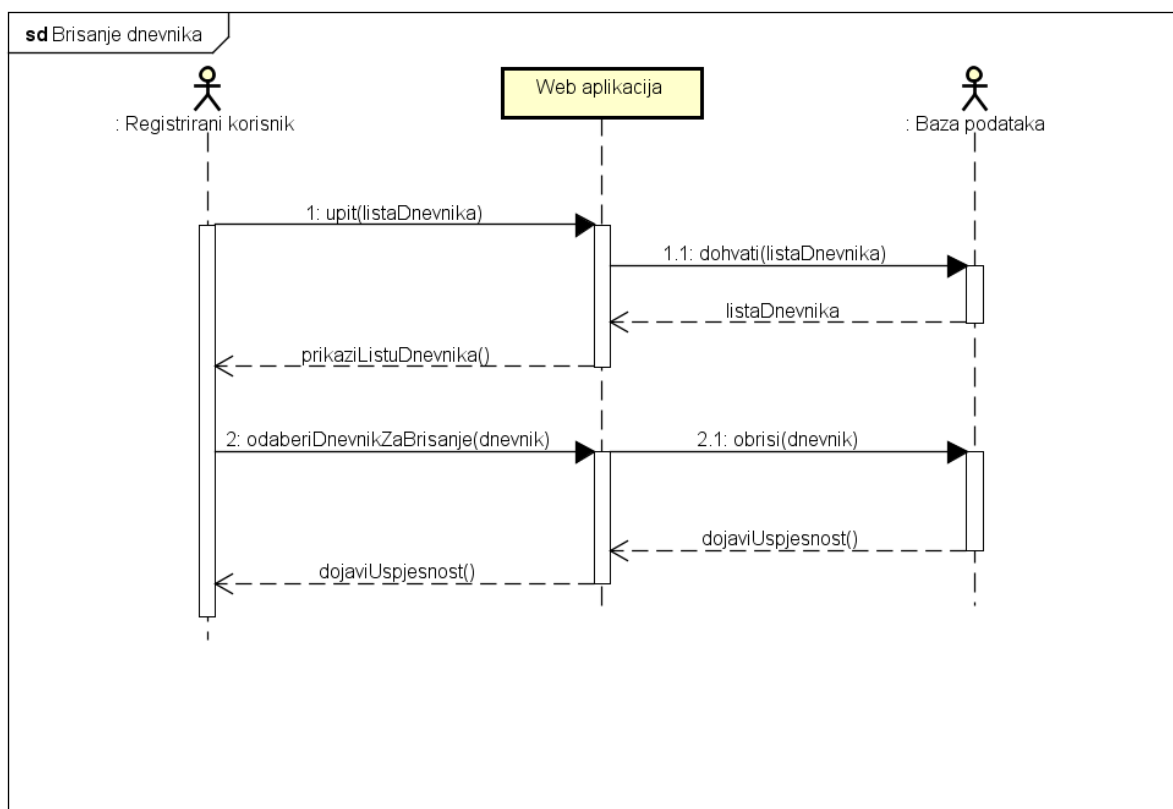 sd Brisanje dnevnika
Web aplikacija
: Registrirani korisnik
: Baza podataka
1: upit(listaDnevnika)
1.1: dohvati(listaDnevnika)
listaDnevnika
prikaziListuDnevnika()
2: odaberiDnevnikZaBrisanje(dnevnik)
2.1: obrisi(dnevnik)
dojaviUspjesnost()
dojaviUspjesnost()